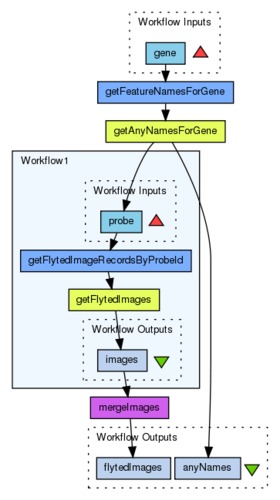 Workflow Inputs
gene
getFeatureNamesForGene
getAnyNamesForGene
Workflow1
Workflow Inputs
probe
getFlytedImageRecordsByProbeId
getFlytedImages
Workflow Outputs
images
mergeImages
Workflow Outputs
flytedImages
anyNames